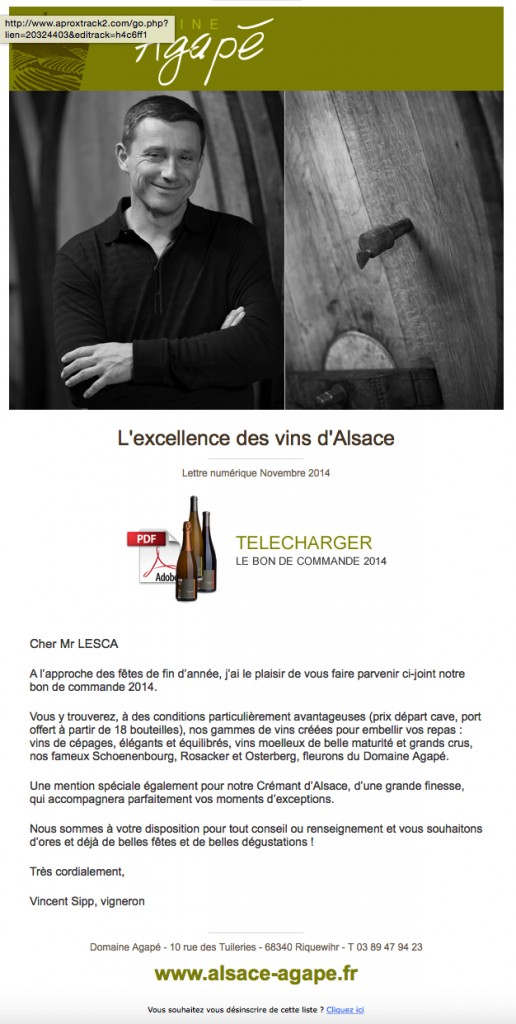 http://www.aproxtrack2.com/go.php?
lien=20324403&editrack=h4c6ff1
INE
Agapé
L'excellence des vins d'Alsace
Lettre numérique Novembre 2014
PDF
Adobe
TELECHARGER
LE BON DE COMMANDE 2014
Cher Mr LESCA
A l'approche des fêtes de fin d'année, j'ai le plaisir de vous faire parvenir ci-joint notre
bon de commande 2014.
Vous y trouverez, à des conditions particulièrement avantageuses (prix départ cave, port
offert à partir de 18 bouteilles), nos gammes de vins créées pour embellir vos repas :
vins de cépages, élégants et équilibrés, vins moelleux de belle maturité et grands crus,
nos fameux Schoenenbourg, Rosacker et Osterberg, fleurons du Domaine Agapé.
Une mention spéciale également pour notre Crémant d'Alsace, d'une grande finesse,
qui accompagnera parfaitement vos moments d'exceptions.
Nous sommes à votre disposition pour tout conseil ou renseignement et vous souhaitons
d'ores et déjà de belles fêtes et de belles dégustations !
Très cordialement,
Vincent Sipp, vigneron
Domaine Agapé - 10 rue des Tuileries - 68340 Riquewihr - T 03 89 47 94 23
www.alsace-agape.fr
Vous souhaitez vous désinscrire de cette liste ? Cliquez ici